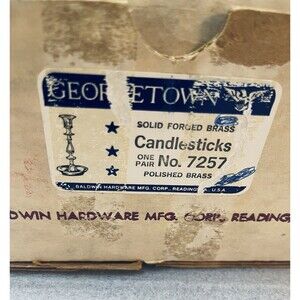 GEORGETOWN
SOLID FORGED BRASS
Candlesticks
ONE
PAIR No. 7257
POLISHED BRASS
BALDWIN HARDWARE MFG. CORP. READING, PA. U.S.A.
DWIN HARDWARE MFG. CORP. READING